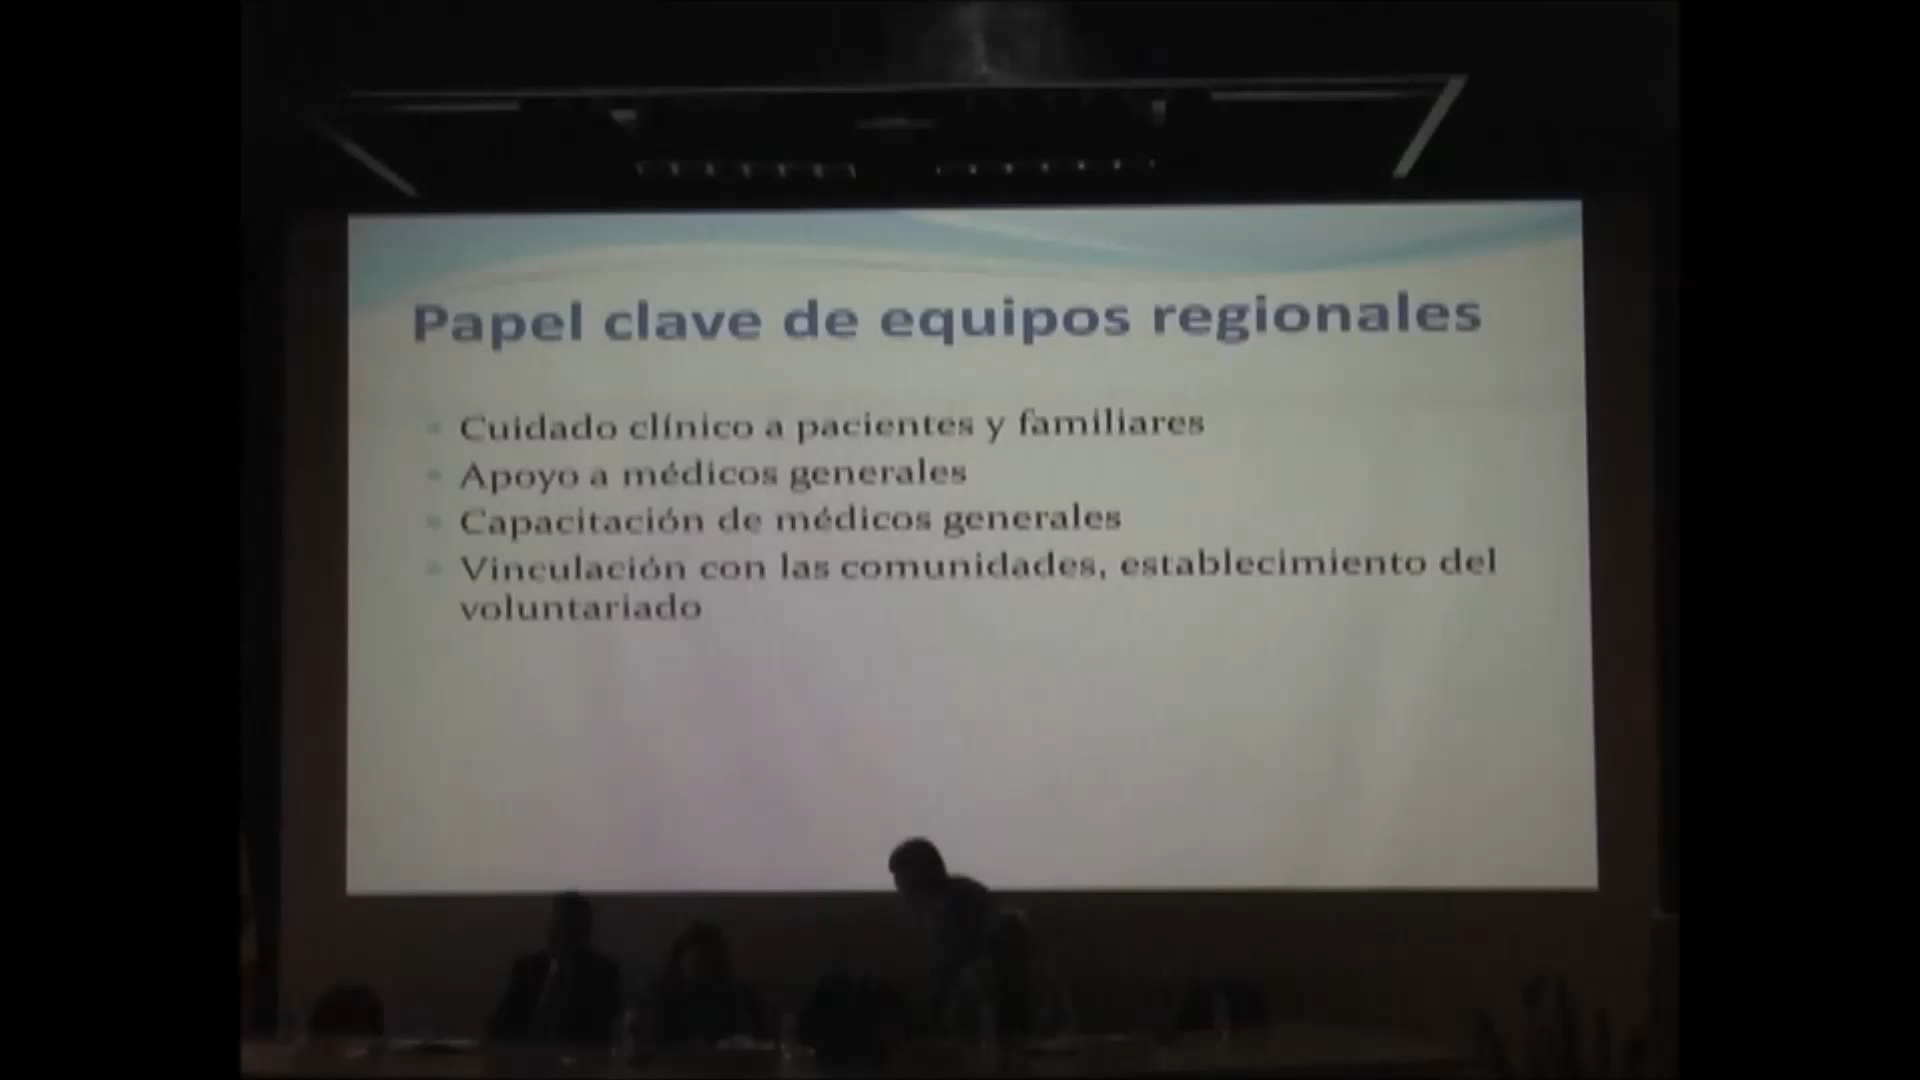 Papel clave de equipos regionales
Cuidado clínico a pacientes y familiares
Apoyo a médicos generales
Capacitación de médicos generales
Vinculación con las comunidades, establecimiento del
voluntariado